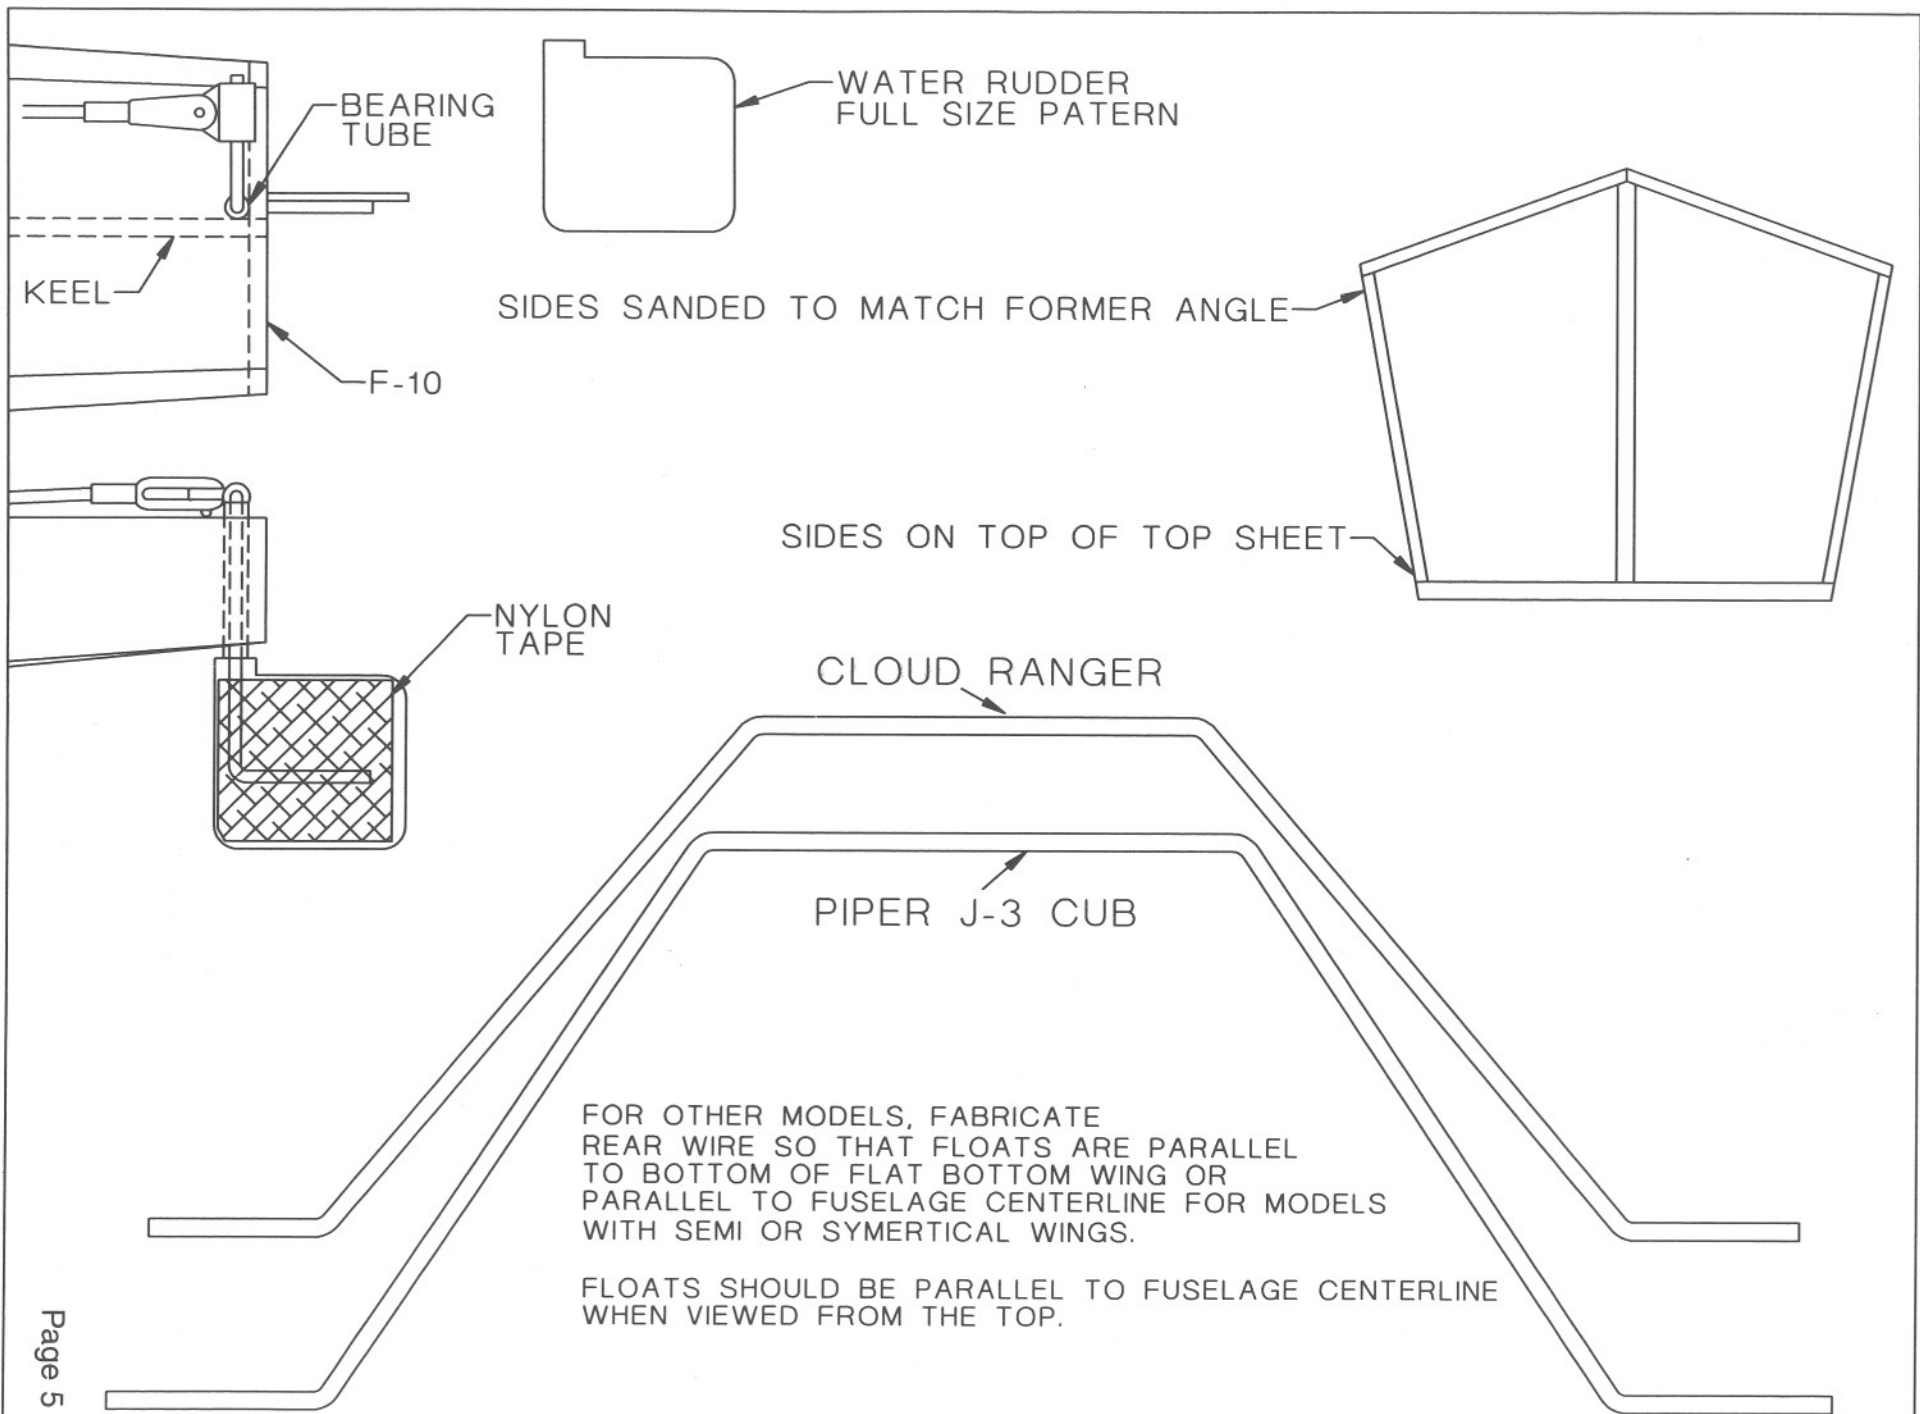 BEARING
TUBE
WATER RUDDER
FULL SIZE PATERN
KEEL
SIDES SANDED TO MATCH FORMER ANGLE
F-10
SIDES ON TOP OF TOP SHEET
NYLON
TAPE
CLOUD RANGER
PIPER J-3 CUB
FOR OTHER MODELS, FABRICATE
REAR WIRE SO THAT FLOATS ARE PARALLEL
TO BOTTOM OF FLAT BOTTOM WING OR
PARALLEL TO FUSELAGE CENTERLINE FOR MODELS
WITH SEMI OR SYMERTICAL WINGS.
FLOATS SHOULD BE PARALLEL TO FUSELAGE CENTERLINE
WHEN VIEWED FROM THE TOP.
Page 5